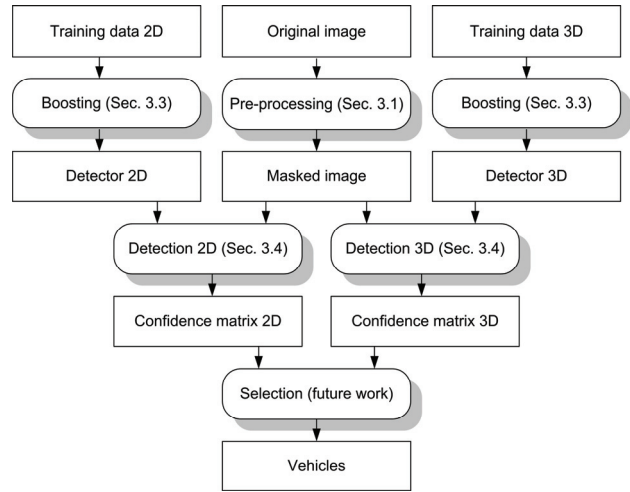 Training data 2D
Original image
Training data 3D
Boosting (Sec. 3.3)
Pre-processing (Sec. 3.1)
Boosting (Sec. 3.3)
Detector 2D
Masked image
Detector 3D
Detection 2D (Sec. 3.4)
Detection 3D (Sec. 3.4)
Confidence matrix 2D
Confidence matrix 3D
Selection (future work)
Vehicles